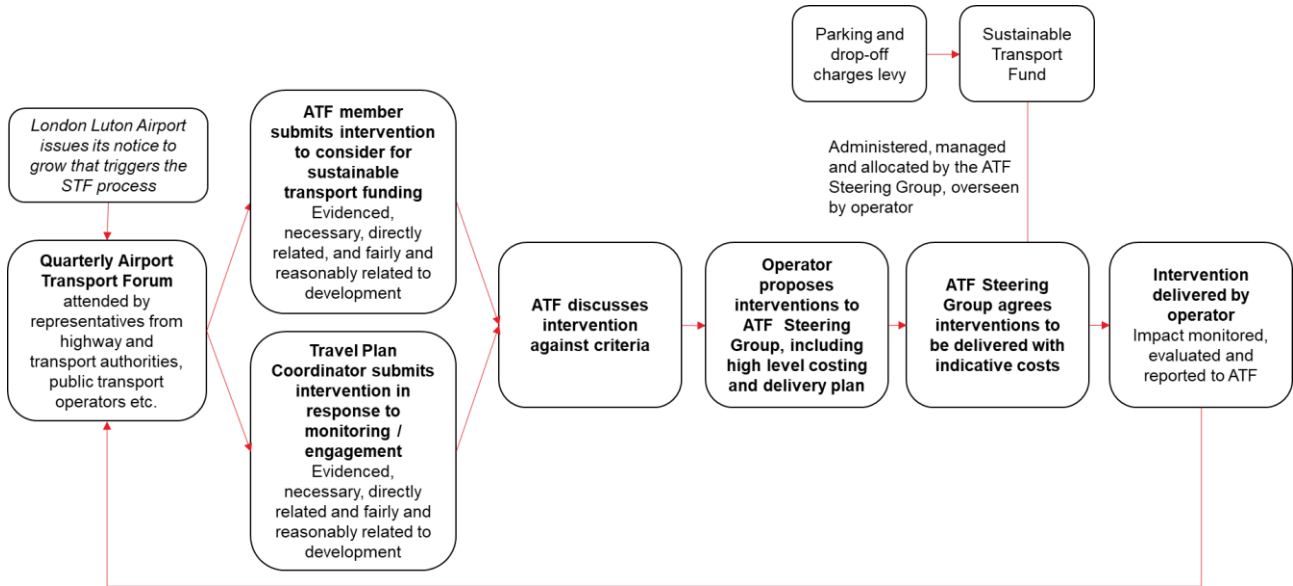 London Luton Airport
issues its notice to
grow that triggers the
STF process
Quarterly Airport
Transport Forum
attended by
representatives from
highway and
transport authorities,
public transport
operators etc.
ATF member
submits intervention
to consider for
sustainable
transport funding
Evidenced,
necessary, directly
related, and fairly and
reasonably related to
development
Travel Plan
Coordinator submits
intervention in
response to
monitoring /
engagement
Evidenced,
necessary, directly
related and fairly and
reasonably related to
development
ATF discusses
intervention
against criteria
Operator
proposes
interventions to
ATF Steering
Group, including
high level costing
and delivery plan
Parking and
drop-off
charges levy
Sustainable
Transport
Fund
Administered, managed
and allocated by the ATF
Steering Group, overseen
by operator
ATF Steering
Group agrees
interventions to
be delivered with
indicative costs
Intervention
delivered by
operator
Impact monitored,
evaluated and
reported to ATF